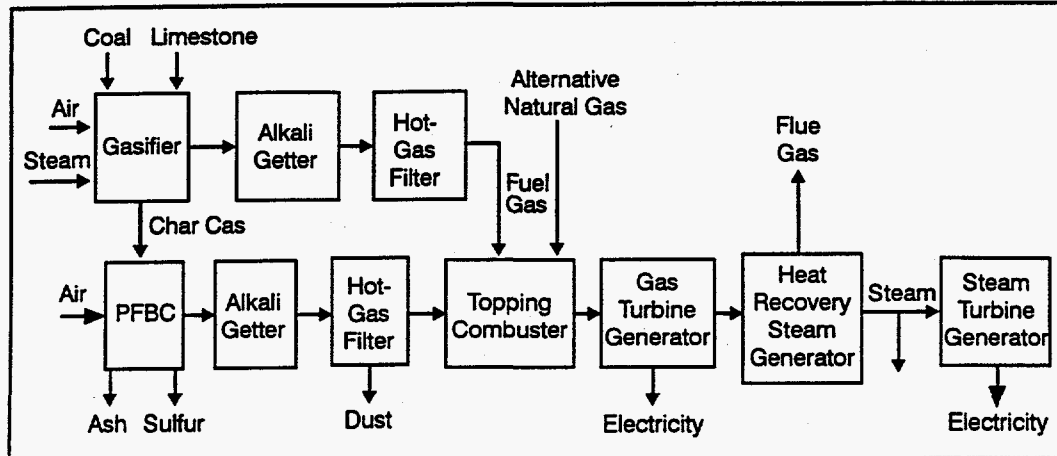 Coal
Limestone
Air
Steam
Gasifier
Alkali
Getter
Hot-
Gas
Filter
Fuel
Gas
Alternative
Natural Gas
Flue
Gas
Char Cas
Air
PFBC
Alkali
Getter
Hot-
Gas
Filter
Topping
Combuster
Gas
Turbine
Generator
Heat
Recovery
Steam
Generator
Steam
Steam
Turbine
Generator
Ash
Sulfur
Dust
Electricity
Electricity